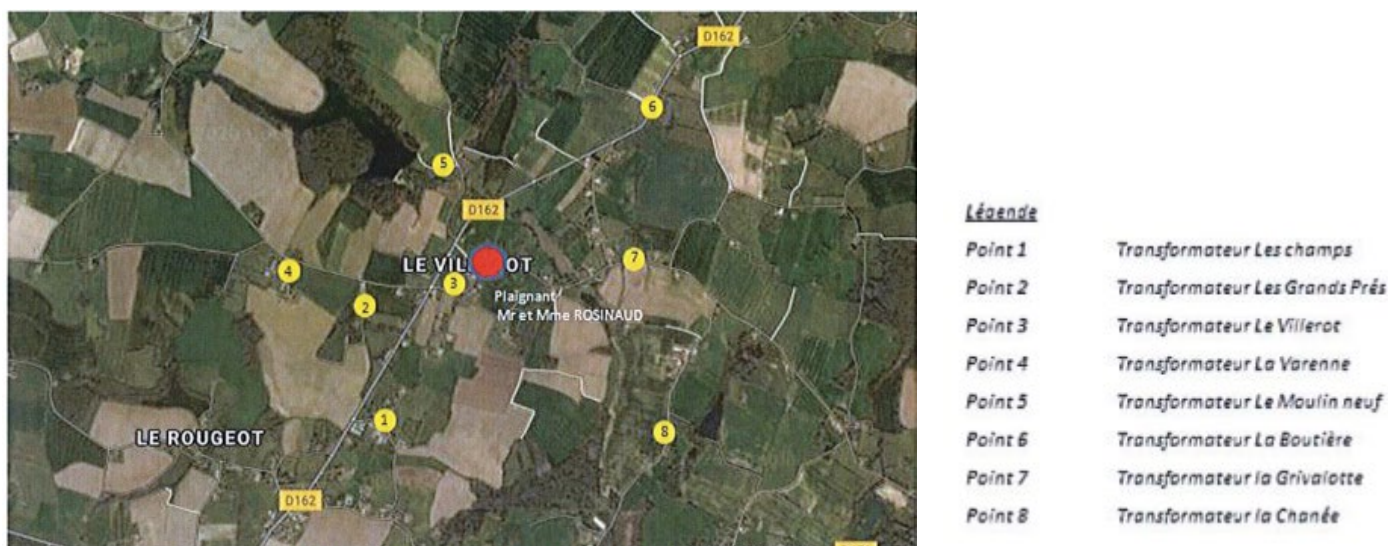 D162
6
5
D162
LE VILLEROT
7
4
3
2
Plaignant
Mr et Mme ROSINAUD
1
8
LE ROUGEOT
D162
Légende
Point 1 Transformateur Les champs
Point 2 Transformateur Les Grands Prés
Point 3 Transformateur Le Villerot
Point 4 Transformateur La Varenne
Point 5 Transformateur Le Moulin neuf
Point 6 Transformateur La Boutière
Point 7 Transformateur la Grivalotte
Point 8 Transformateur la Chanée